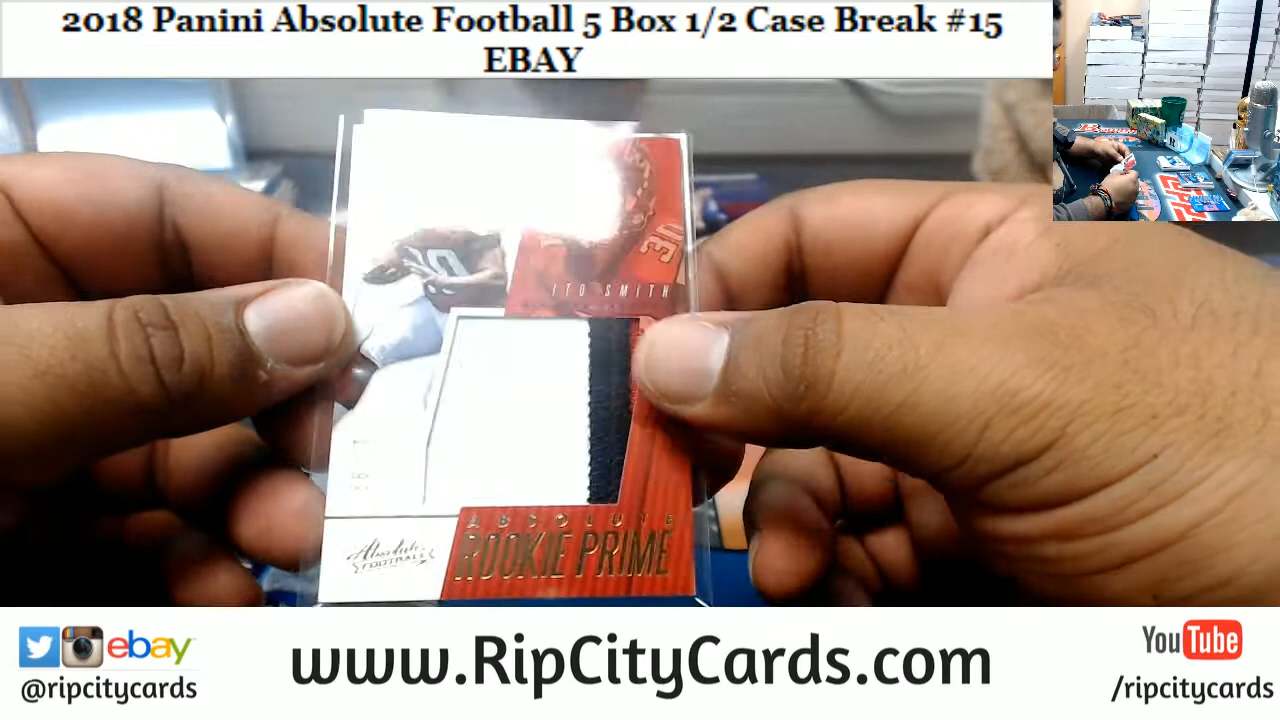 2018 Panini Absolute Football 5 Box 1/2 Case Break #15
EBAY
30
ITO SMITH
ABSOLUTE
ROOKIE PRIME
Absolute
FOOTBALL
ebay
@ripcitycards
www.RipCityCards.com
YouTube
/ripcitycards